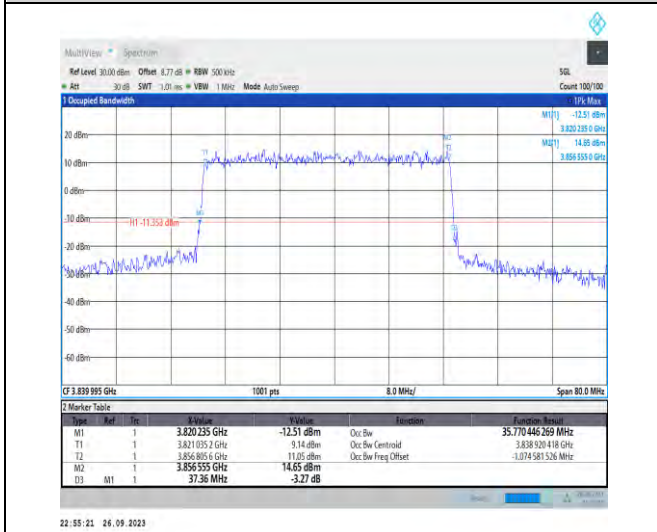 MultiView Spectrum
Ref Level 30.00 dBm Offset 8.77 dB RBW 500 kHz SGL
Att 30 dB SWT 1.01 ms VBW 1 MHz Mode Auto Sweep Count 100/100
1 Occupied Bandwidth 1Pk Max
M1[1] -12.51 dBm
3.820 235 0 GHz
20 dBm
M2[1] 14.65 dBm
3.856 555 0 GHz
10 dBm
0 dBm
-10 dBm
H1 -11.353 dBm
-20 dBm
-30 dBm
-40 dBm
-50 dBm
-60 dBm
CF 3.839 995 GHz 1001 pts 8.0 MHz/ Span 80.0 MHz
2 Marker Table
Type Ref Trc X-Value Y-Value Function Function Result
M1 1 3.820 235 GHz -12.51 dBm Occ Bw 35.770 446 269 MHz
T1 1 3.821 035 2 GHz 9.14 dBm Occ Bw Centroid 3.838 920 418 GHz
T2 1 3.856 805 6 GHz 11.05 dBm Occ Bw Freq Offset -1.074 581 526 MHz
M2 1 3.856 555 GHz 14.65 dBm
D3 M1 1 37.36 MHz -3.27 dB
22:55:21 26.09.2023